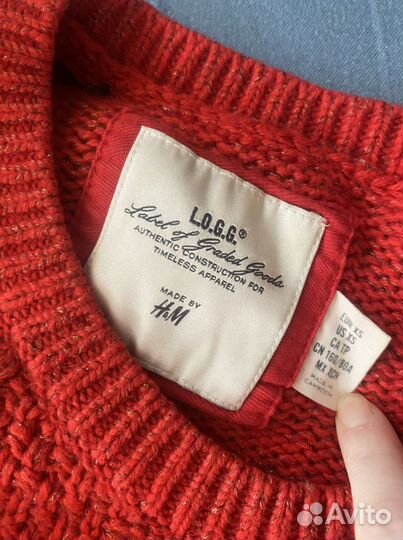 L.O.G.G.®
Label of Graded Goods
AUTHENTIC CONSTRUCTION FOR
TIMELESS APPAREL
MADE BY
H&M
EUR XS
US XS
CA TP
CN 160/80A
MX XCH
MADE IN
CAMBODIA
Avito